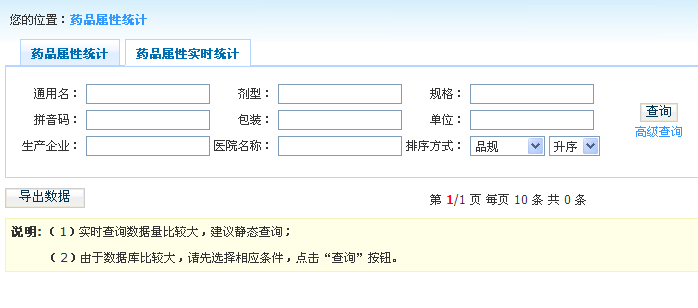 您的位置：药品属性统计
药品属性统计 药品属性实时统计
通用名： 剂型： 规格：
拼音码： 包装： 单位： 查询
高级查询
生产企业： 医院名称： 排序方式： 品规 升序
导出数据 第 1/1 页 每页 10 条 共 0 条
说明:（1)实时查询数据量比较大，建议静态查询；
（2)由于数据库比较大，请先选择相应条件，点击“查询”按钮。